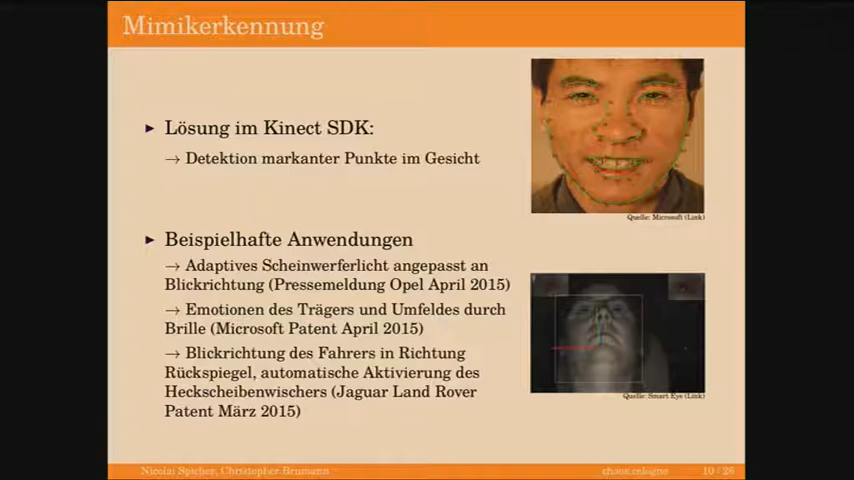 Mimikerkennung
▶ Lösung im Kinect SDK:
→ Detektion markanter Punkte im Gesicht
Quelle: Microsoft (Link)
▶ Beispielhafte Anwendungen
→ Adaptives Scheinwerferlicht angepasst an
Blickrichtung (Pressemeldung Opel April 2015)
→ Emotionen des Trägers und Umfeldes durch
Brille (Microsoft Patent April 2015)
→ Blickrichtung des Fahrers in Richtung
Rückspiegel, automatische Aktivierung des
Heckscheibenwischers (Jaguar Land Rover
Patent März 2015)
Quelle: Smart Eye (Link)
Nicolai Spicher, Christopher Brumann
chaos.cologne
10 / 26